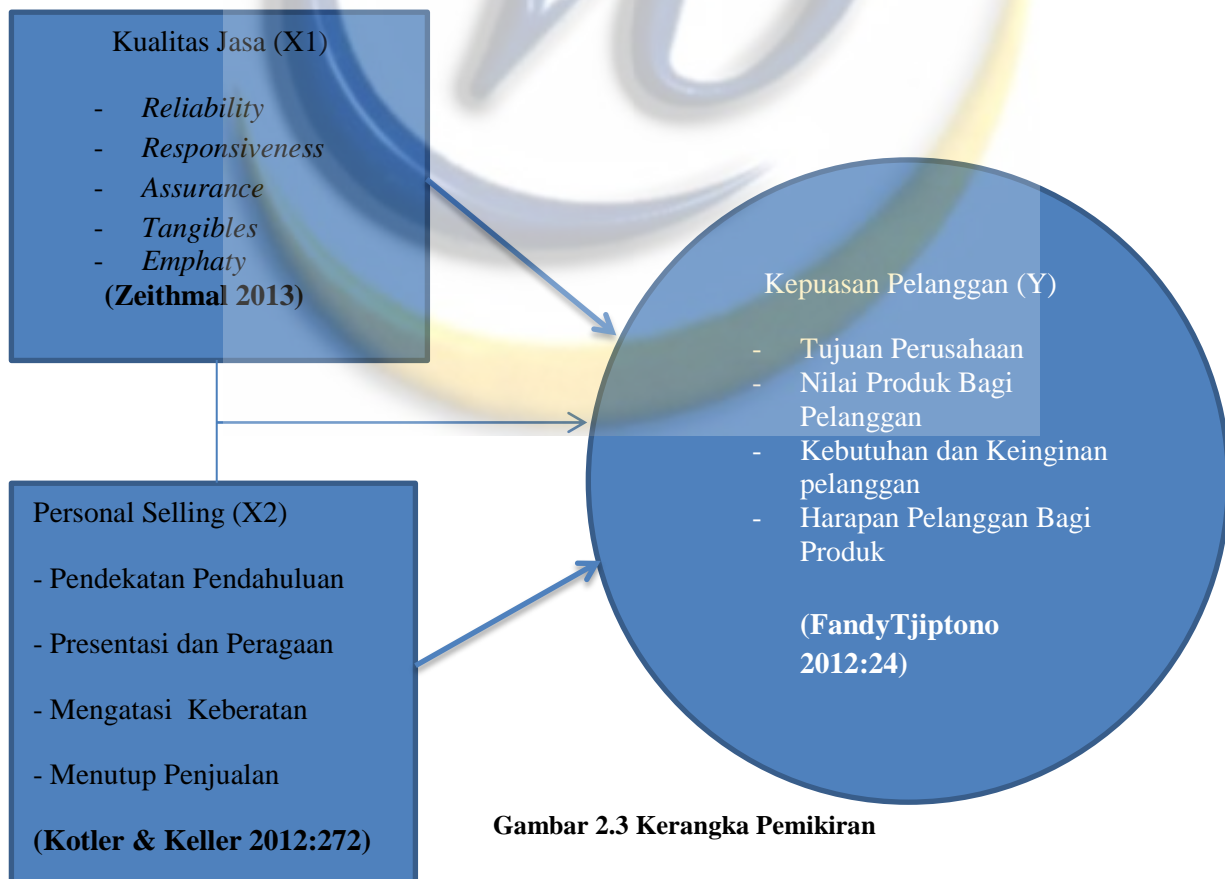 Kualitas Jasa (X1)
- Reliability
- Responsiveness
- Assurance
- Tangibles
- Emphaty
(Zeithmal 2013)
Kepuasan Pelanggan (Y)
- Tujuan Perusahaan
- Nilai Produk Bagi
Pelanggan
- Kebutuhan dan Keinginan
pelanggan
- Harapan Pelanggan Bagi
Produk
(FandyTjiptono
2012:24)
Personal Selling (X2)
- Pendekatan Pendahuluan
- Presentasi dan Peragaan
- Mengatasi Keberatan
- Menutup Penjualan
(Kotler & Keller 2012:272)
Gambar 2.3 Kerangka Pemikiran